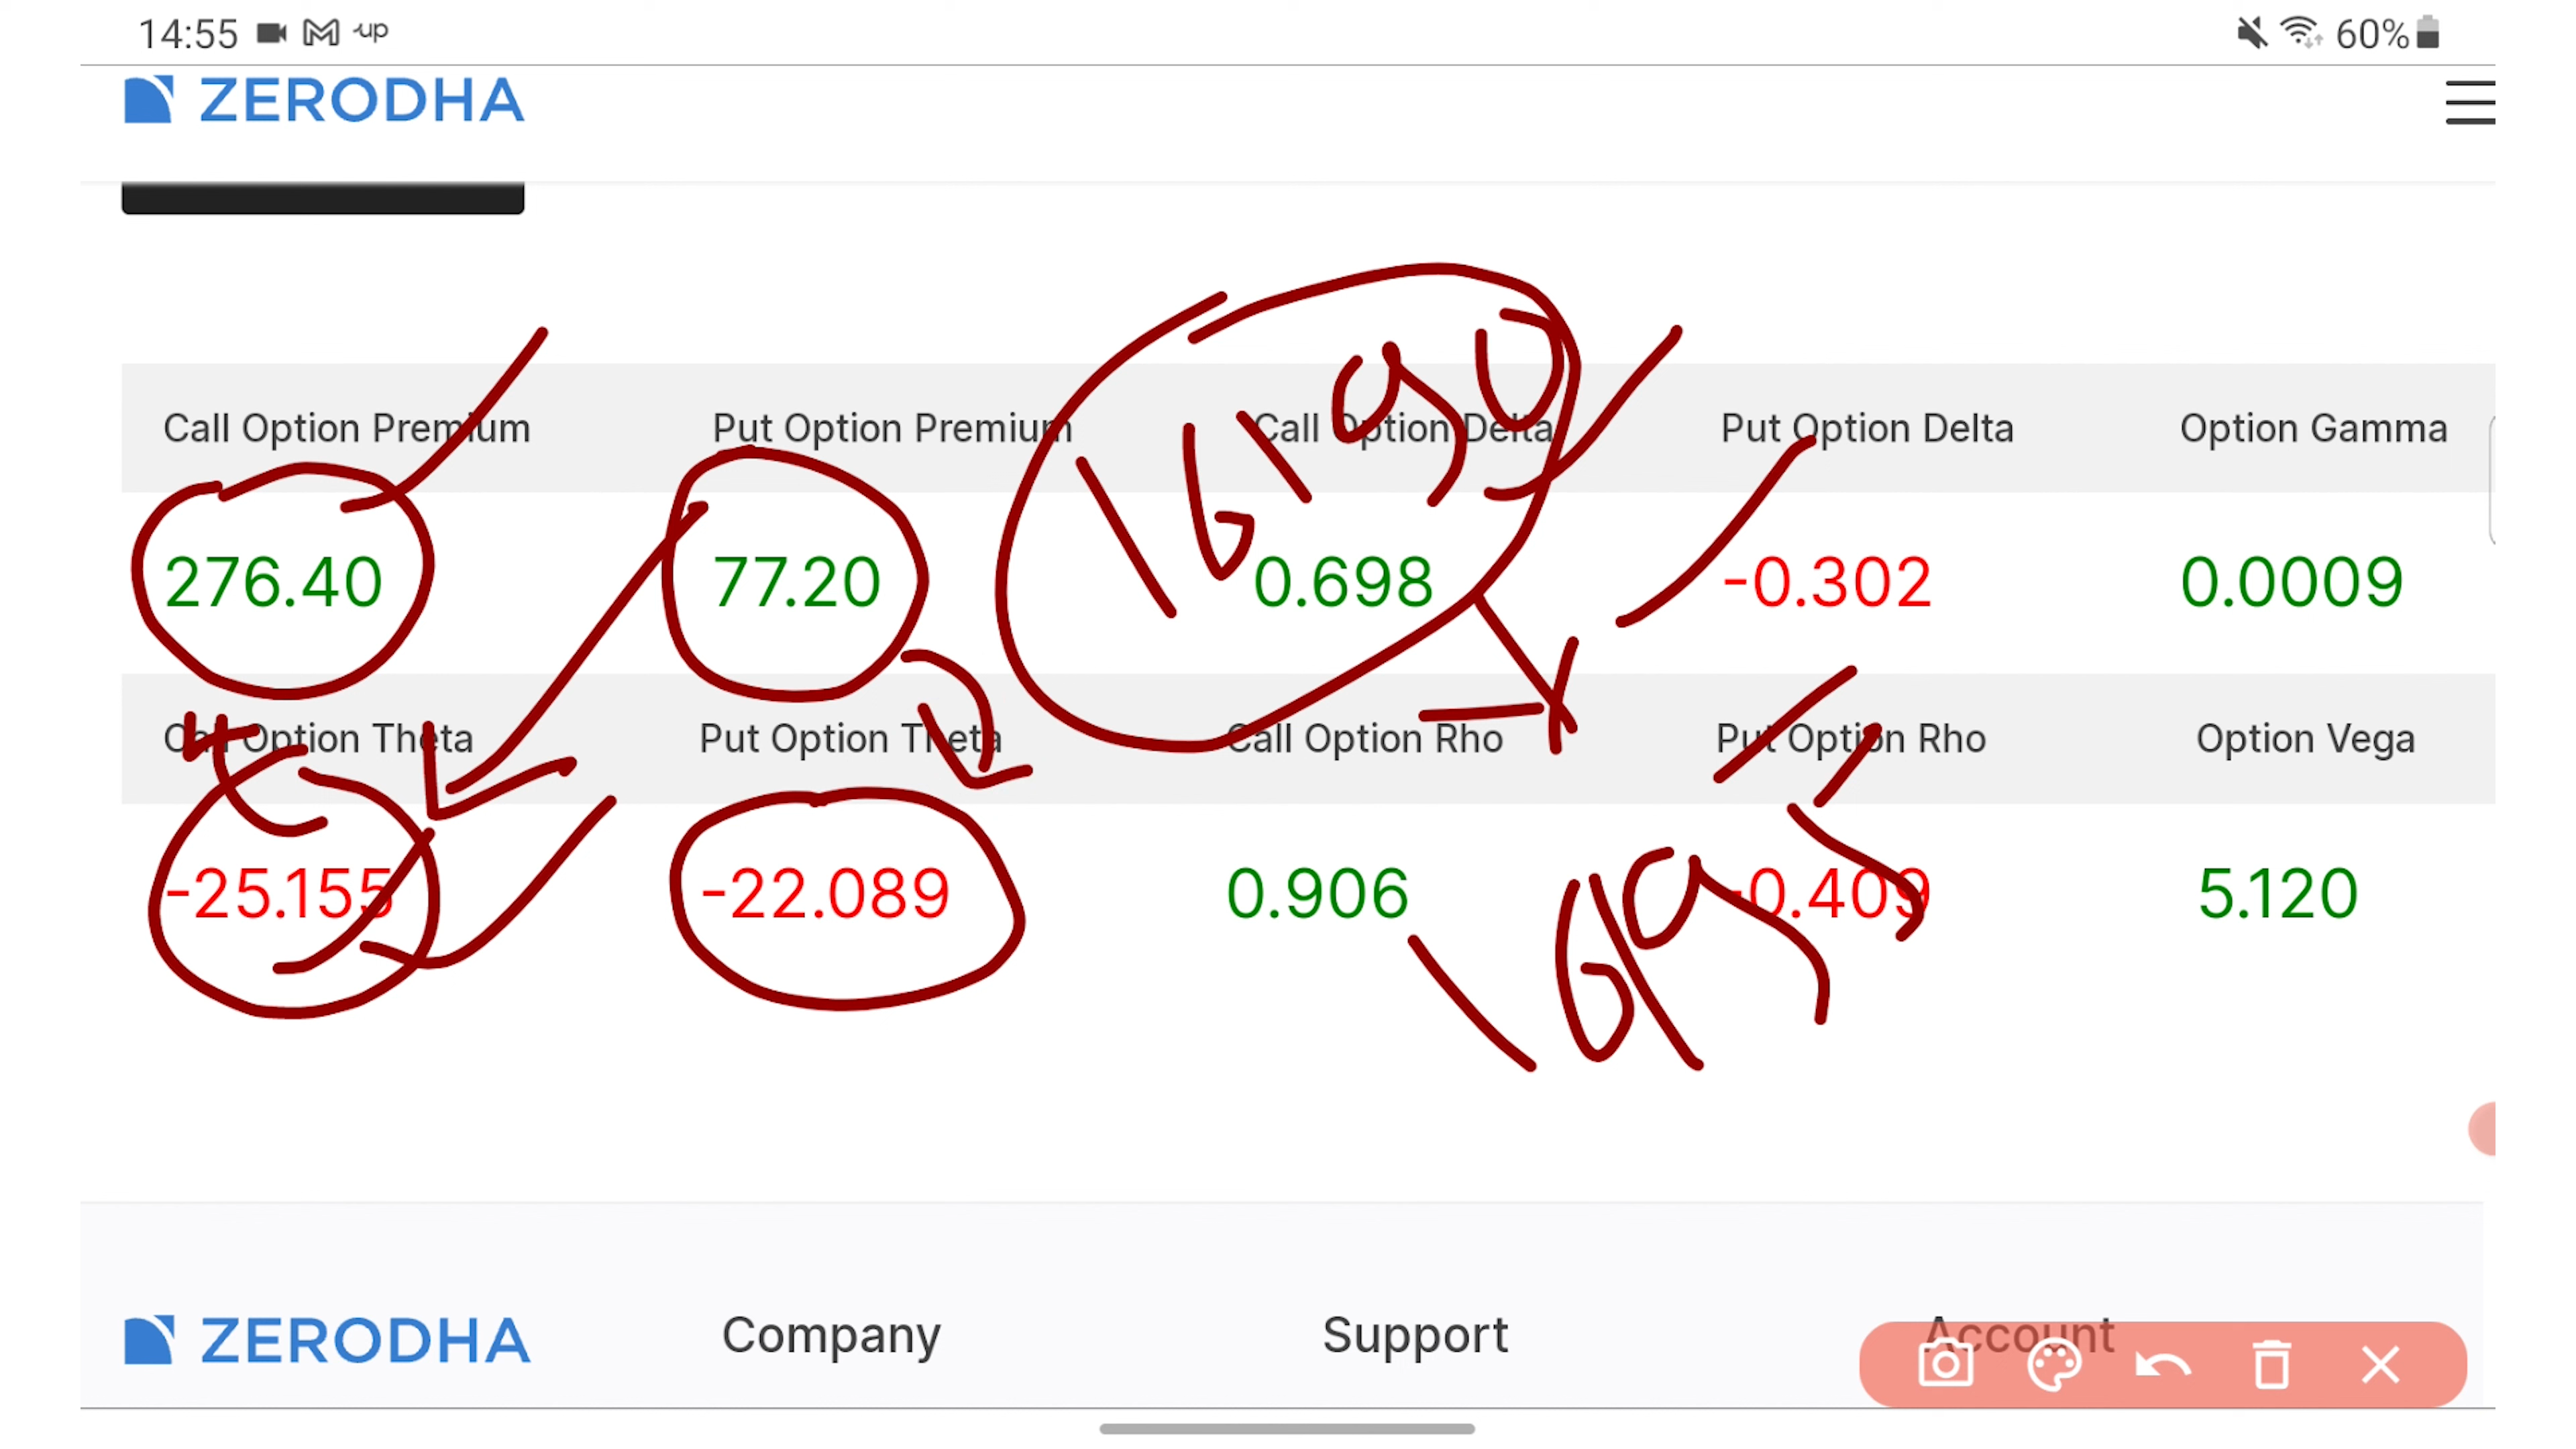 14:55 up 60%
ZERODHA
Call Option Premium Put Option Premium Call Option Delta Put Option Delta Option Gamma
16190
276.40 77.20 0.698 -0.302 0.0009
Call Option Theta Put Option Theta Call Option Rho Put Option Rho Option Vega
-25.155 -22.089 0.906 -0.409 5.120
ZERODHA Company Support Account